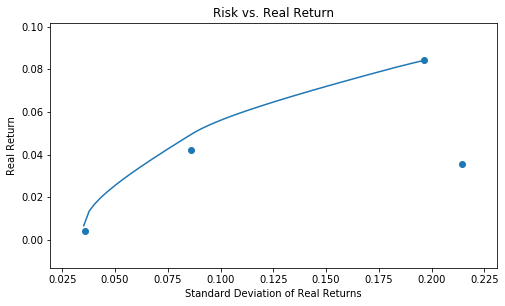 Risk vs. Real Return
0.10
0.08
0.06
0.04
0.02
0.00
Real Return
0.025 0.050 0.075 0.100 0.125 0.150 0.175 0.200 0.225
Standard Deviation of Real Returns